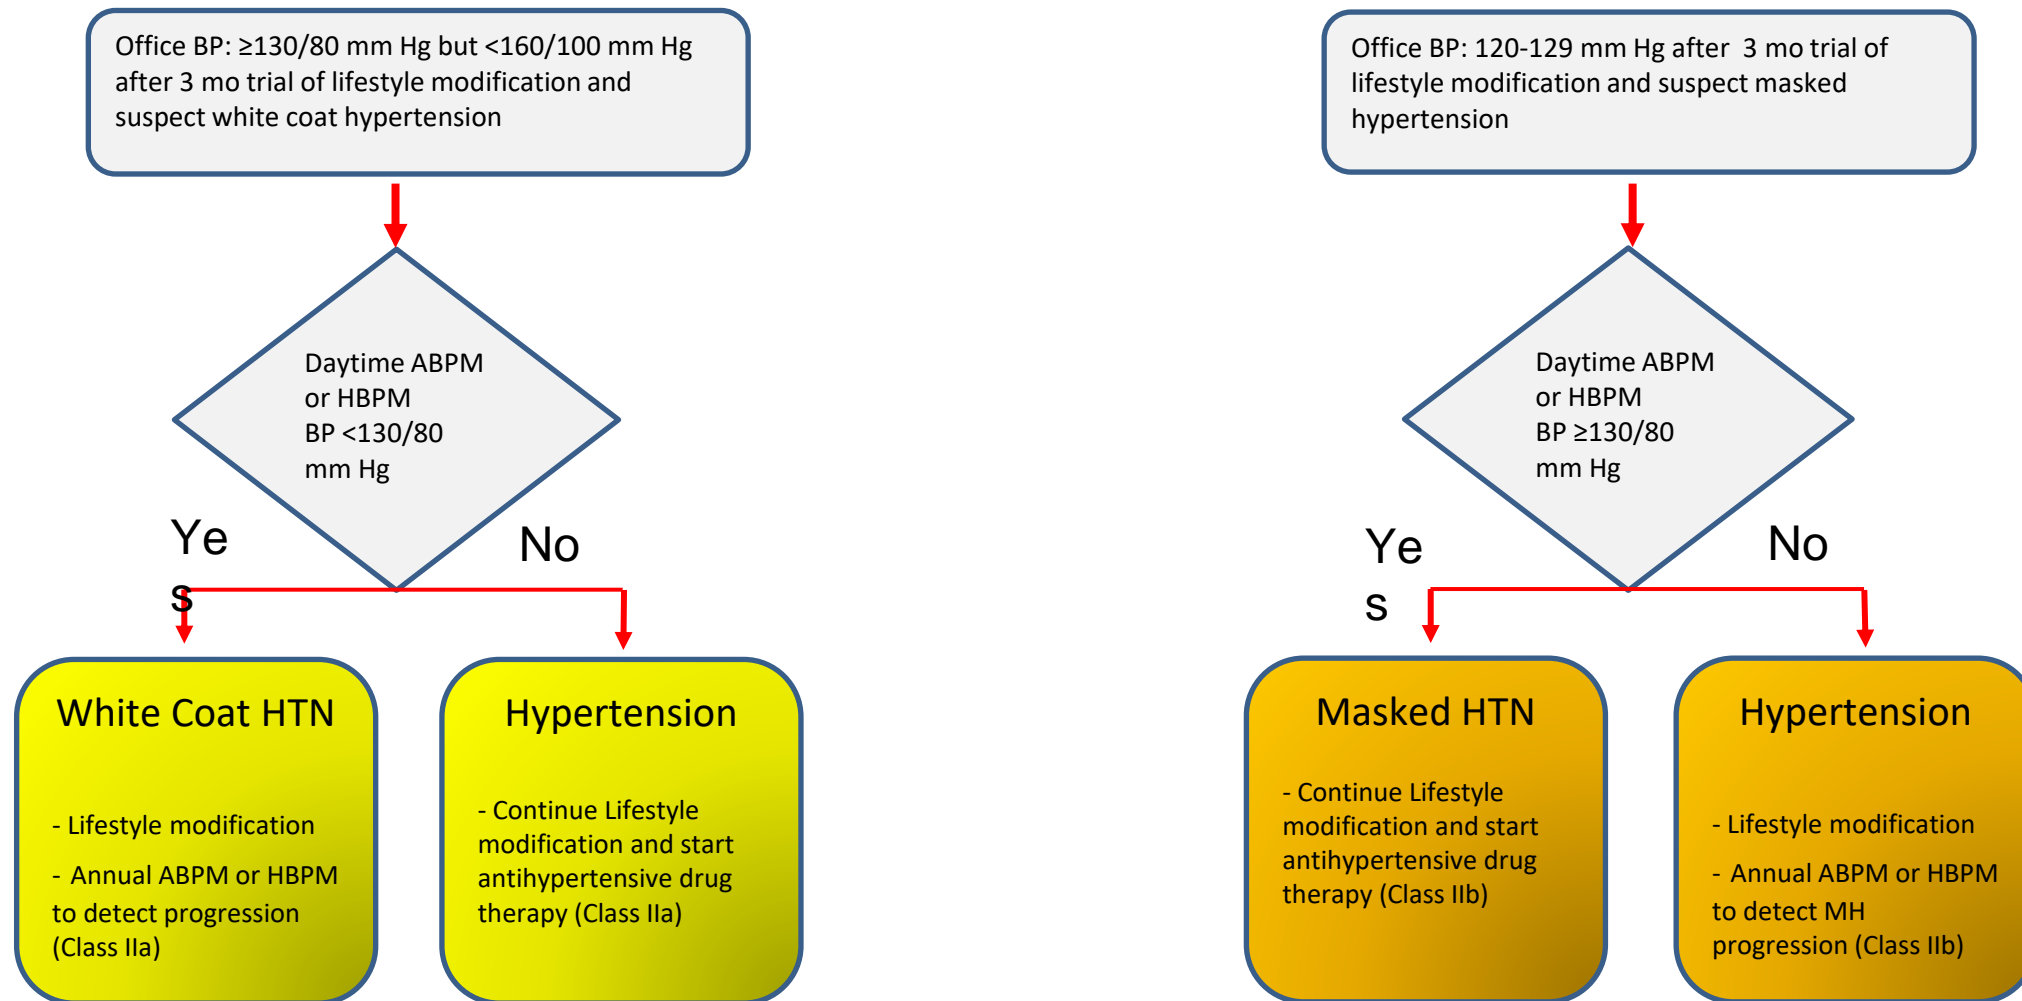 Office BP: ≥130/80 mm Hg but <160/100 mm Hg
after 3 mo trial of lifestyle modification and
suspect white coat hypertension
Daytime ABPM
or HBPM
BP <130/80
mm Hg
Ye
s
No
White Coat HTN
- Lifestyle modification
- Annual ABPM or HBPM
to detect progression
(Class IIa)
Hypertension
- Continue Lifestyle
modification and start
antihypertensive drug
therapy (Class IIa)
Office BP: 120-129 mm Hg after  3 mo trial of
lifestyle modification and suspect masked
hypertension
Daytime ABPM
or HBPM
BP ≥130/80
mm Hg
Ye
s
No
Masked HTN
- Continue Lifestyle
modification and start
antihypertensive drug
therapy (Class IIb)
Hypertension
- Lifestyle modification
- Annual ABPM or HBPM
to detect MH
progression (Class IIb)